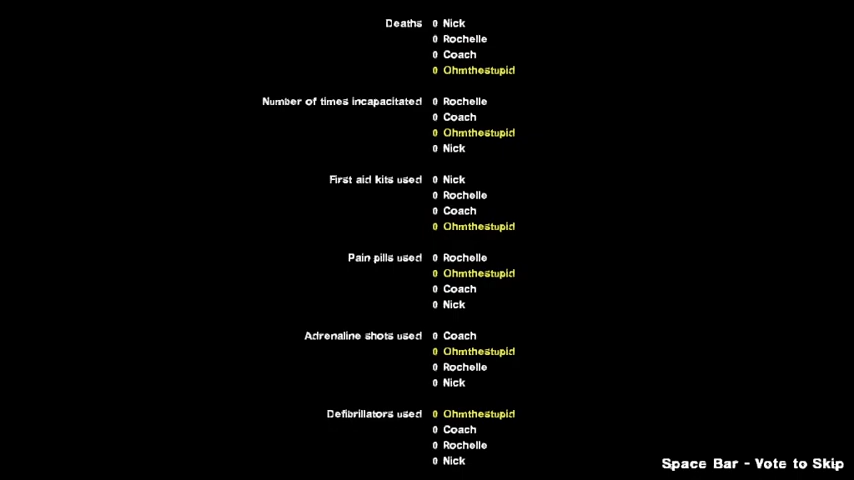 Deaths 0 Nick
0 Rochelle
0 Coach
0 Ohmthestupid
Number of times incapacitated 0 Rochelle
0 Coach
0 Ohmthestupid
0 Nick
First aid kits used 0 Nick
0 Rochelle
0 Coach
0 Ohmthestupid
Pain pills used 0 Rochelle
0 Ohmthestupid
0 Coach
0 Nick
Adrenaline shots used 0 Coach
0 Ohmthestupid
0 Rochelle
0 Nick
Defibrillators used 0 Ohmthestupid
0 Coach
0 Rochelle
0 Nick
Space Bar - Vote to Skip